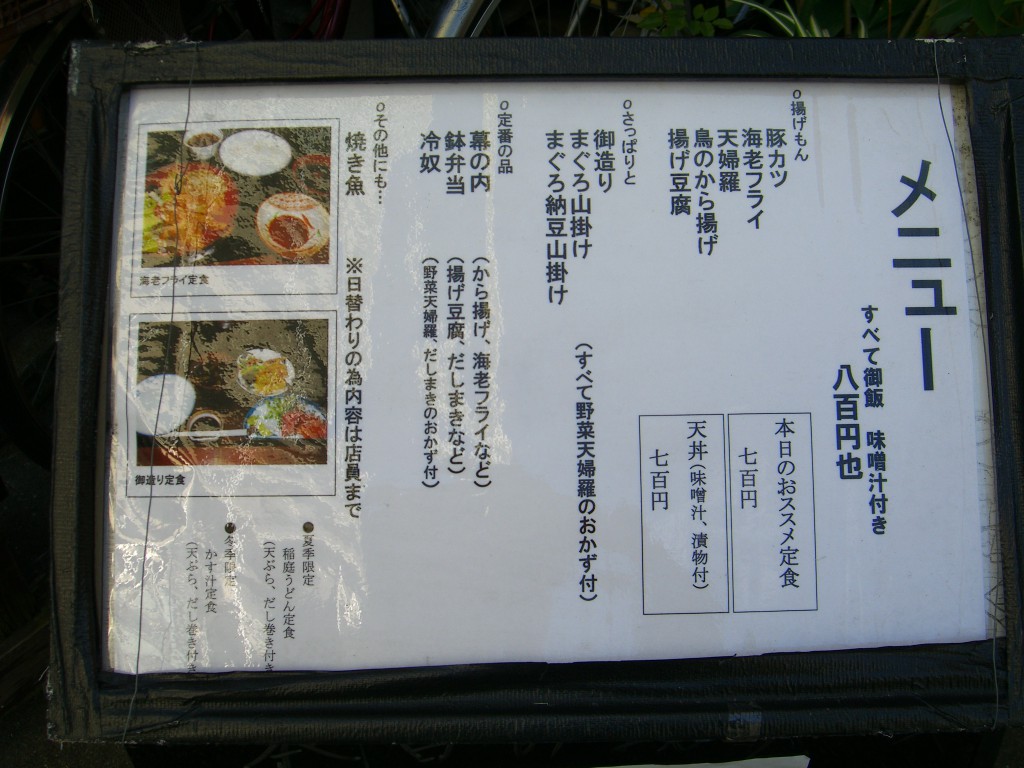 メニュー
すべて御飯　味噌汁付き
八百円也
本日のおススメ定食
七百円
天丼（味噌汁、漬物付）
七百円
o揚げもん
豚カツ
海老フライ
天婦羅
鳥のから揚げ
揚げ豆腐
oさっぱりと
御造り
まぐろ山掛け
まぐろ納豆山掛け
（すべて野菜天婦羅のおかず付）
o定番の品
幕の内　（から揚げ、海老フライなど）
鉢弁当　（揚げ豆腐、だしまきなど）
冷奴　（野菜天婦羅、だしまきのおかず付）
oその他にも…
焼き魚　※日替わりの為内容は店員まで
海老フライ定食
御造り定食
●夏季限定
稲庭うどん定食
（天ぷら、だし巻き付き
●冬季限定
かす汁定食
（天ぷら、だし巻き付き